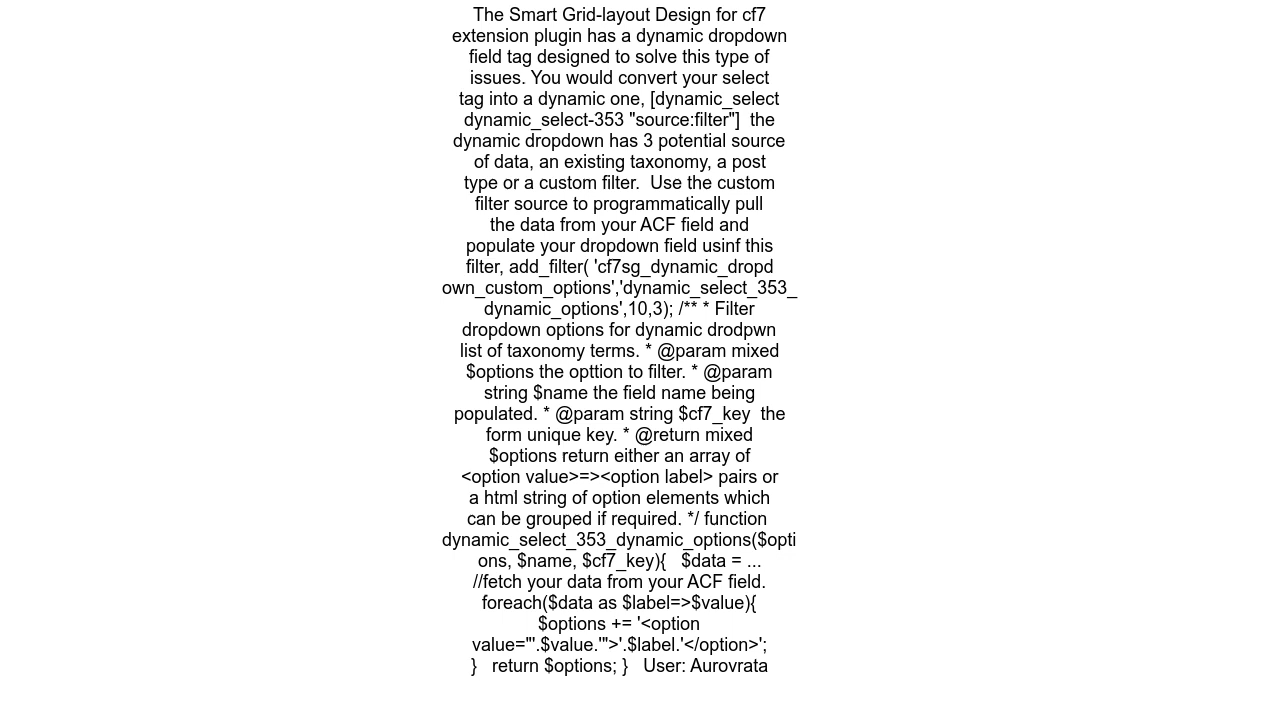 The Smart Grid-layout Design for cf7
extension plugin has a dynamic dropdown
field tag designed to solve this type of
issues. You would convert your select
tag into a dynamic one, [dynamic_select
dynamic_select-353 "source:filter"]  the
dynamic dropdown has 3 potential source
of data, an existing taxonomy, a post
type or a custom filter.  Use the custom
filter source to programmatically pull
the data from your ACF field and
populate your dropdown field usinf this
filter, add_filter( 'cf7sg_dynamic_dropd
own_custom_options','dynamic_select_353_
dynamic_options',10,3); /** * Filter
dropdown options for dynamic drodpwn
list of taxonomy terms. * @param mixed
$options the opttion to filter. * @param
string $name the field name being
populated. * @param string $cf7_key  the
form unique key. * @return mixed
$options return either an array of
<option value>=><option label> pairs or
a html string of option elements which
can be grouped if required. */ function
dynamic_select_353_dynamic_options($opti
ons, $name, $cf7_key){   $data = ...
//fetch your data from your ACF field.
foreach($data as $label=>$value){
$options += '<option
value="'.$value.'">'.$label.'</option>';
}   return $options; }   User: Aurovrata